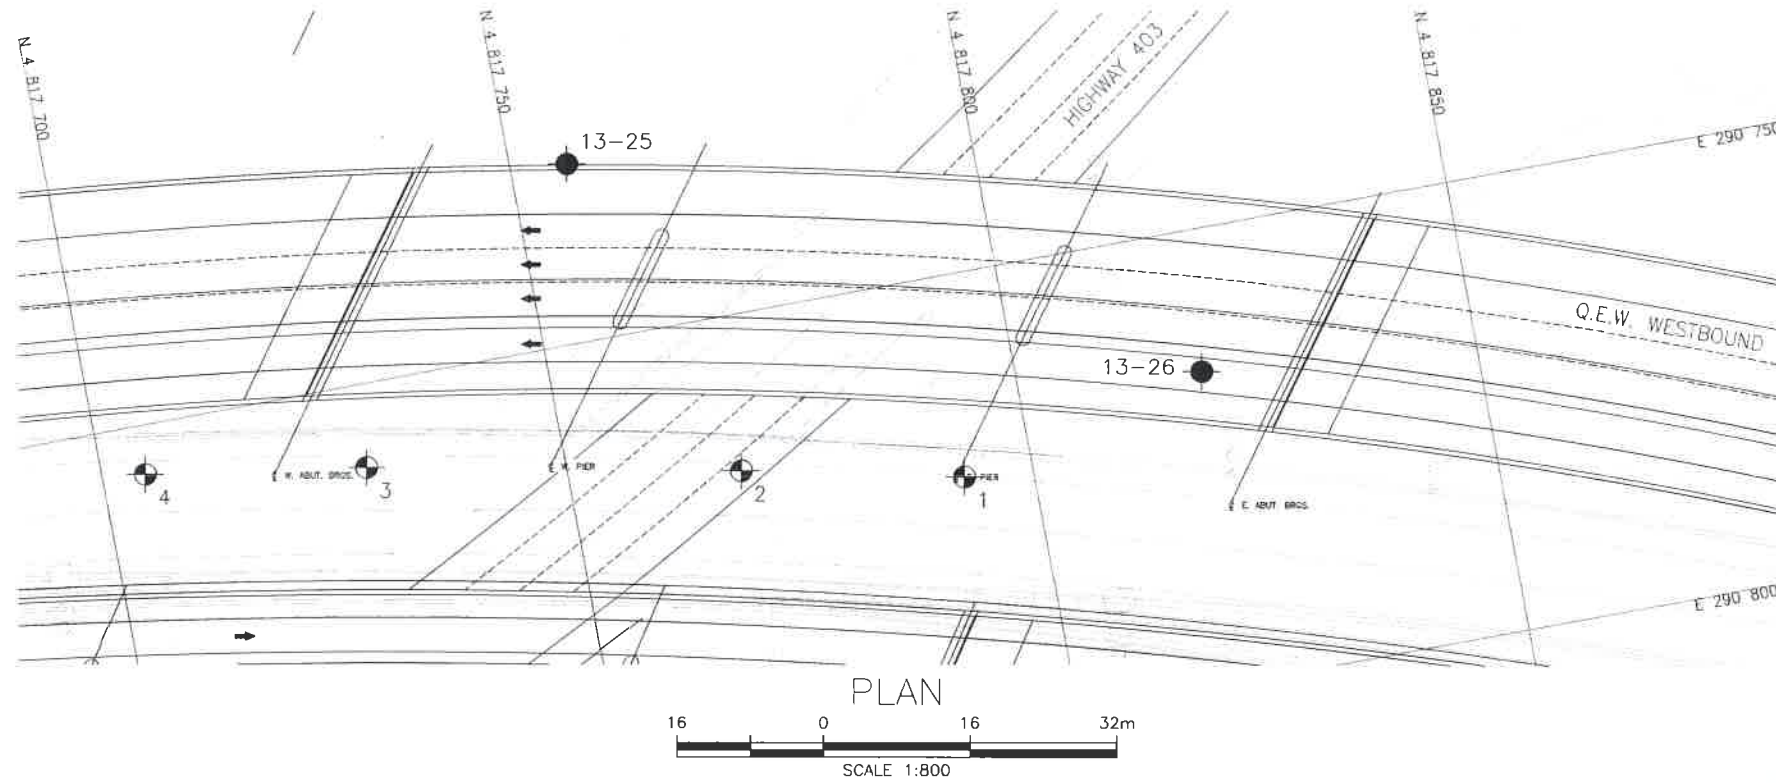 N 4 817 700
N 4 817 750
N 4 817 800
N 4 817 850
HIGHWAY 403
E 290 750
13-25
Q.E.W. WESTBOUND
13-26
4
W. ABUT. BRGS.
3
W. PIER
2
PIER
1
E. ABUT BRGS.
E 290 800
PLAN
16 0 16 32m
SCALE 1:800